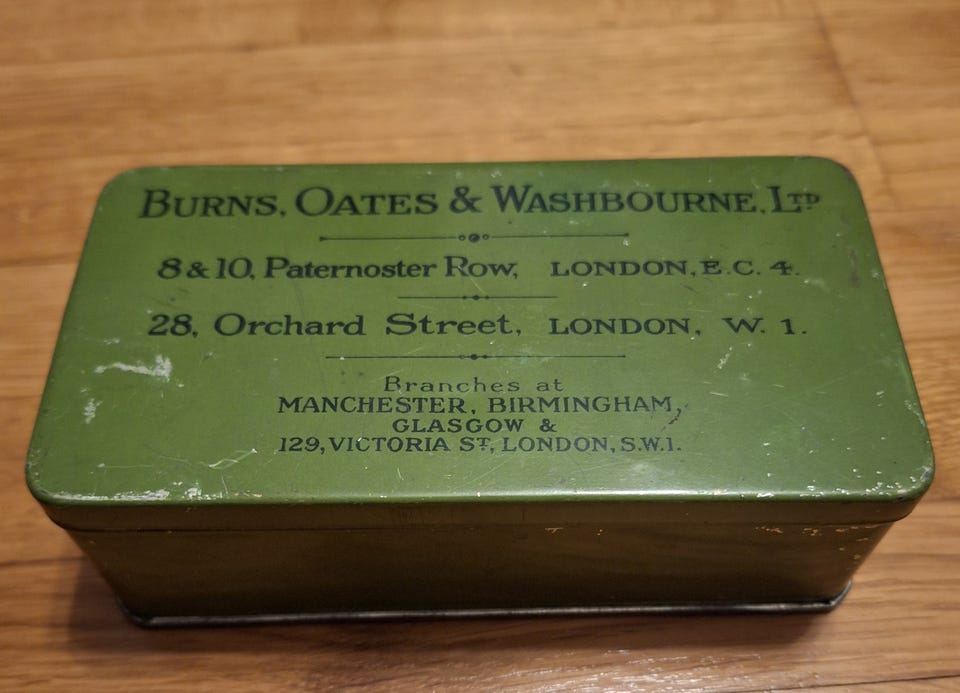 BURNS, OATES & WASHBOURNE, LTD
8 & 10, Paternoster Row, LONDON, E.C. 4.
28, Orchard Street, LONDON, W. 1.
Branches at
MANCHESTER, BIRMINGHAM,
GLASGOW &
129, VICTORIA ST, LONDON, S.W.1.